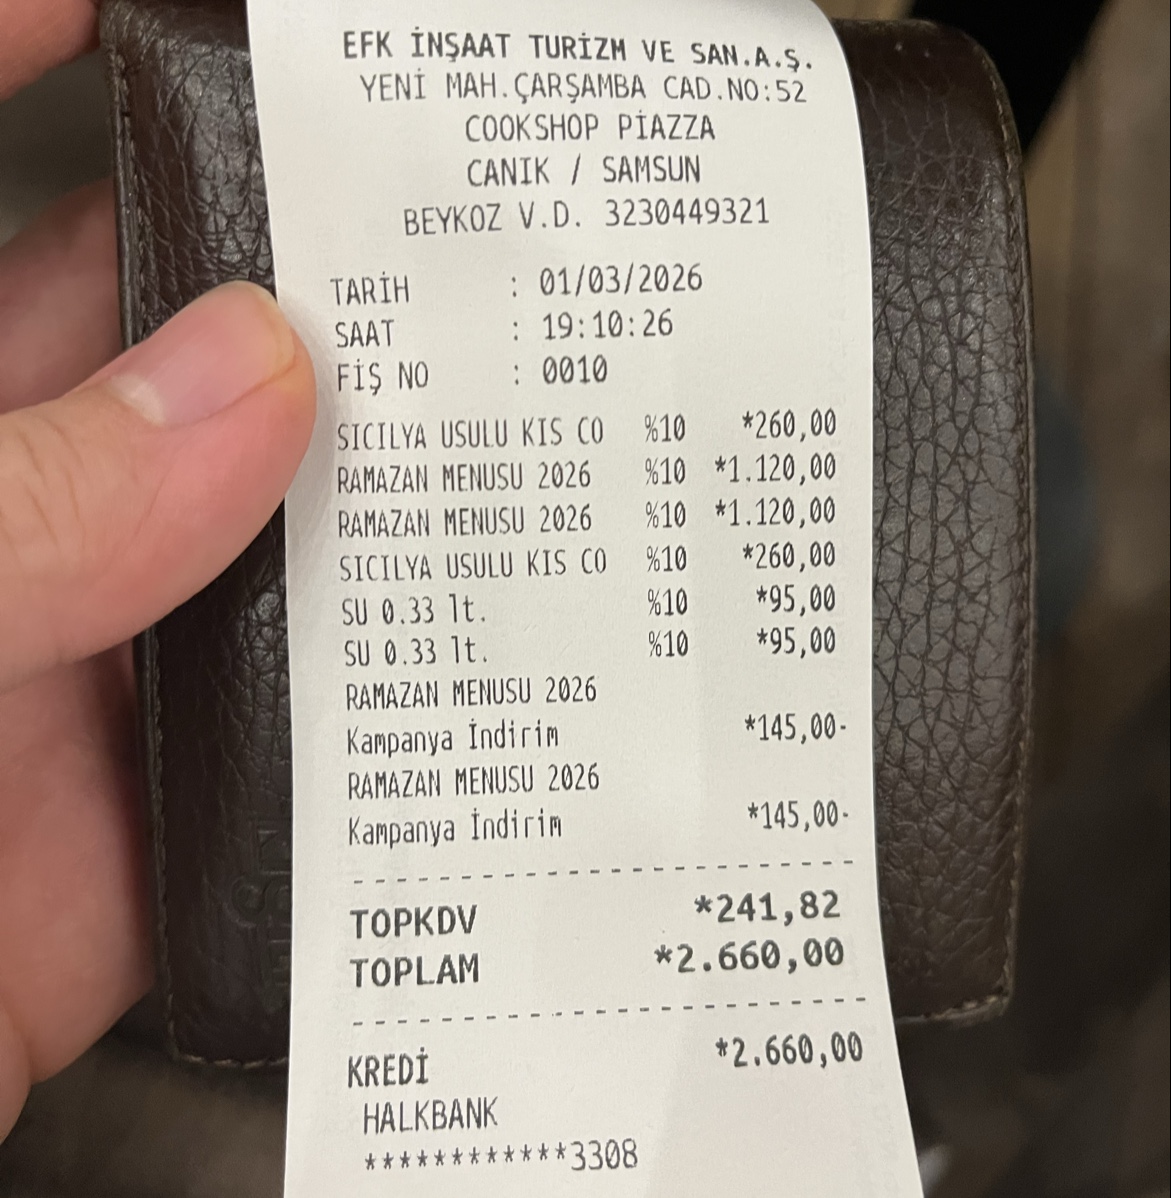 EFK İNŞAAT TURİZM VE SAN.A.Ş.
YENİ MAH.ÇARŞAMBA CAD.NO:52
COOKSHOP PİAZZA
CANIK / SAMSUN
BEYKOZ V.D. 3230449321
TARİH : 01/03/2026
SAAT : 19:10:26
FİŞ NO : 0010
SICILYA USULU KIS CO %10 *260,00
RAMAZAN MENUSU 2026 %10 *1.120,00
RAMAZAN MENUSU 2026 %10 *1.120,00
SICILYA USULU KIS CO %10 *260,00
SU 0.33 lt. %10 *95,00
SU 0.33 lt. %10 *95,00
RAMAZAN MENUSU 2026
Kampanya İndirim *145,00-
RAMAZAN MENUSU 2026
Kampanya İndirim *145,00-
TOPKDV *241,82
TOPLAM *2.660,00
KREDİ *2.660,00
HALKBANK
************3308